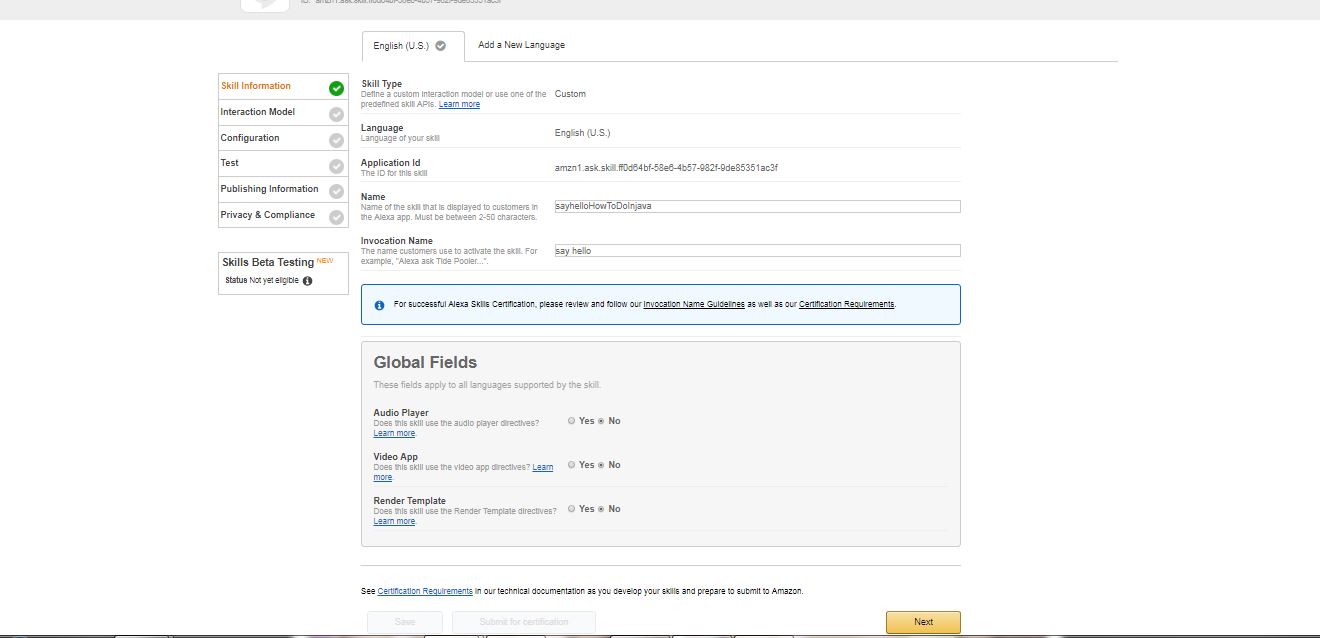 ID: amzn1.ask.skill.ff0d64bf-58e6-4b57-982f-9de85351ac3f
English (U.S.)
Add a New Language
Skill Information
Interaction Model
Configuration
Test
Publishing Information
Privacy & Compliance
Skills Beta Testing NEW
Status Not yet eligible
Skill Type
Define a custom interaction model or use one of the
predefined skill APIs. Learn more
Custom
Language
Language of your skill
English (U.S.)
Application Id
The ID for this skill
amzn1.ask.skill.ff0d64bf-58e6-4b57-982f-9de85351ac3f
Name
Name of the skill that is displayed to customers in
the Alexa app. Must be between 2-50 characters.
sayhelloHowToDoInjava
Invocation Name
The name customers use to activate the skill. For
example, "Alexa ask Tide Pooler...".
say hello
For successful Alexa Skills Certification, please review and follow our Invocation Name Guidelines as well as our Certification Requirements.
Global Fields
These fields apply to all languages supported by the skill.
Audio Player
Does this skill use the audio player directives?
Learn more.
Yes No
Video App
Does this skill use the video app directives? Learn
more.
Yes No
Render Template
Does this skill use the Render Template directives?
Learn more.
Yes No
See Certification Requirements in our technical documentation as you develop your skills and prepare to submit to Amazon.
Save
Submit for certification
Next